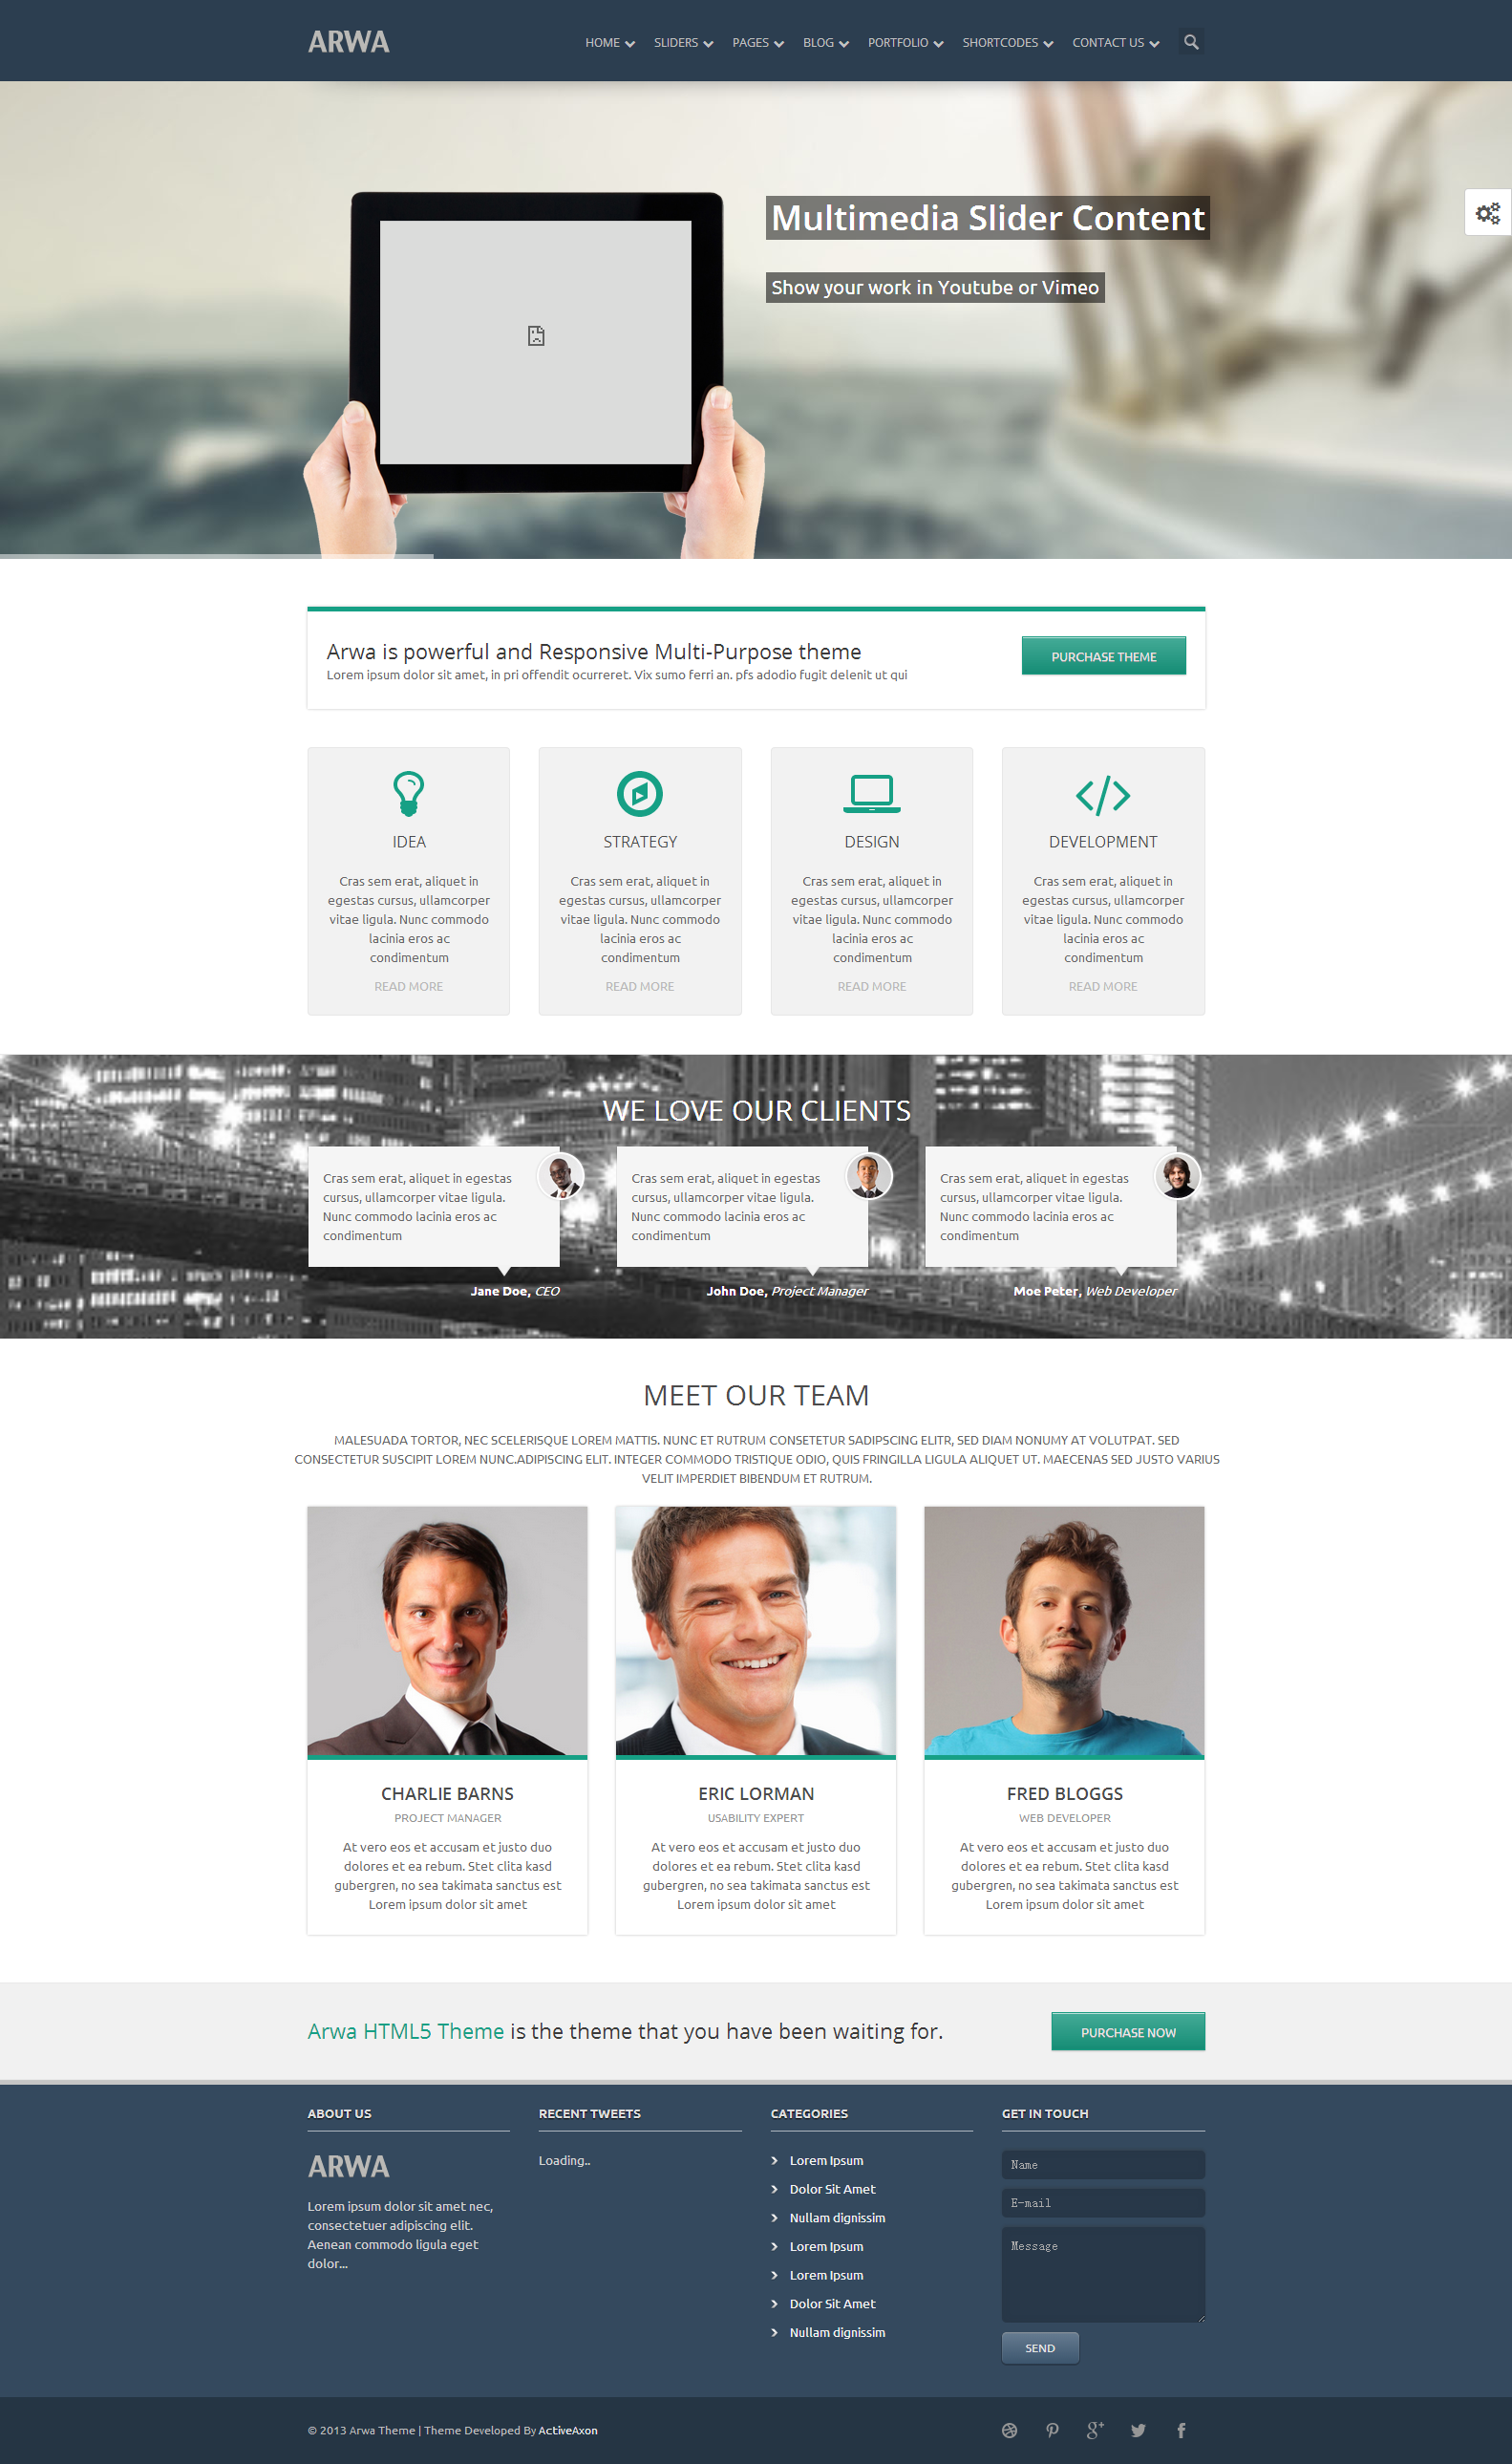 ARWA
HOME SLIDERS PAGES BLOG PORTFOLIO SHORTCODES CONTACT US
Multimedia Slider Content
Show your work in Youtube or Vimeo
Arwa is powerful and Responsive Multi-Purpose theme
Lorem ipsum dolor sit amet, in pri offendit ocurreret. Vix sumo ferri an. pfs adodio fugit delenit ut qui
PURCHASE THEME
IDEA
Cras sem erat, aliquet in
egestas cursus, ullamcorper
vitae ligula. Nunc commodo
lacinia eros ac
condimentum
READ MORE
STRATEGY
Cras sem erat, aliquet in
egestas cursus, ullamcorper
vitae ligula. Nunc commodo
lacinia eros ac
condimentum
READ MORE
DESIGN
Cras sem erat, aliquet in
egestas cursus, ullamcorper
vitae ligula. Nunc commodo
lacinia eros ac
condimentum
READ MORE
DEVELOPMENT
Cras sem erat, aliquet in
egestas cursus, ullamcorper
vitae ligula. Nunc commodo
lacinia eros ac
condimentum
READ MORE
WE LOVE OUR CLIENTS
Cras sem erat, aliquet in egestas
cursus, ullamcorper vitae ligula.
Nunc commodo lacinia eros ac
condimentum
Jane Doe, CEO
Cras sem erat, aliquet in egestas
cursus, ullamcorper vitae ligula.
Nunc commodo lacinia eros ac
condimentum
John Doe, Project Manager
Cras sem erat, aliquet in egestas
cursus, ullamcorper vitae ligula.
Nunc commodo lacinia eros ac
condimentum
Moe Peter, Web Developer
MEET OUR TEAM
MALESUADA TORTOR, NEC SCELERISQUE LOREM MATTIS. NUNC ET RUTRUM CONSETETUR SADIPSCING ELITR, SED DIAM NONUMY AT VOLUTPAT. SED
CONSECTETUR SUSCIPIT LOREM NUNC.ADIPISCING ELIT. INTEGER COMMODO TRISTIQUE ODIO, QUIS FRINGILLA LIGULA ALIQUET UT. MAECENAS SED JUSTO VARIUS
VELIT IMPERDIET BIBENDUM ET RUTRUM.
CHARLIE BARNS
PROJECT MANAGER
At vero eos et accusam et justo duo
dolores et ea rebum. Stet clita kasd
gubergren, no sea takimata sanctus est
Lorem ipsum dolor sit amet
ERIC LORMAN
USABILITY EXPERT
At vero eos et accusam et justo duo
dolores et ea rebum. Stet clita kasd
gubergren, no sea takimata sanctus est
Lorem ipsum dolor sit amet
FRED BLOGGS
WEB DEVELOPER
At vero eos et accusam et justo duo
dolores et ea rebum. Stet clita kasd
gubergren, no sea takimata sanctus est
Lorem ipsum dolor sit amet
Arwa HTML5 Theme is the theme that you have been waiting for.
PURCHASE NOW
ABOUT US
ARWA
Lorem ipsum dolor sit amet nec,
consectetuer adipiscing elit.
Aenean commodo ligula eget
dolor...
RECENT TWEETS
Loading..
CATEGORIES
Lorem Ipsum
Dolor Sit Amet
Nullam dignissim
Lorem Ipsum
Lorem Ipsum
Dolor Sit Amet
Nullam dignissim
GET IN TOUCH
Name
E-mail
Message
SEND
© 2013 Arwa Theme | Theme Developed By ActiveAxon